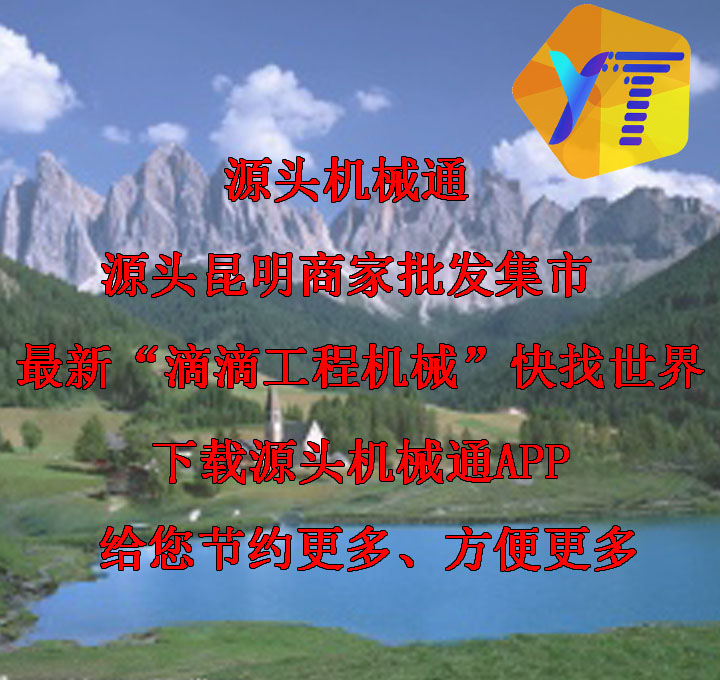 YT
源头机械通
源头昆明商家批发集市
最新“滴滴工程机械”快找世界
下载源头机械通APP
给您节约更多、方便更多